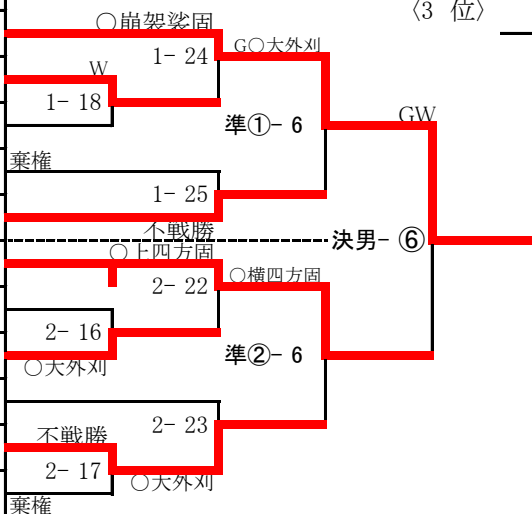 〈3 位〉
○崩袈裟固
1- 24
G○大外刈
W
1- 18
準①- 6
GW
棄権
1- 25
不戦勝
決男- ⑥
○上四方固
2- 22
○横四方固
2- 16
準②- 6
○大外刈
2- 23
不戦勝
2- 17
○大外刈
棄権